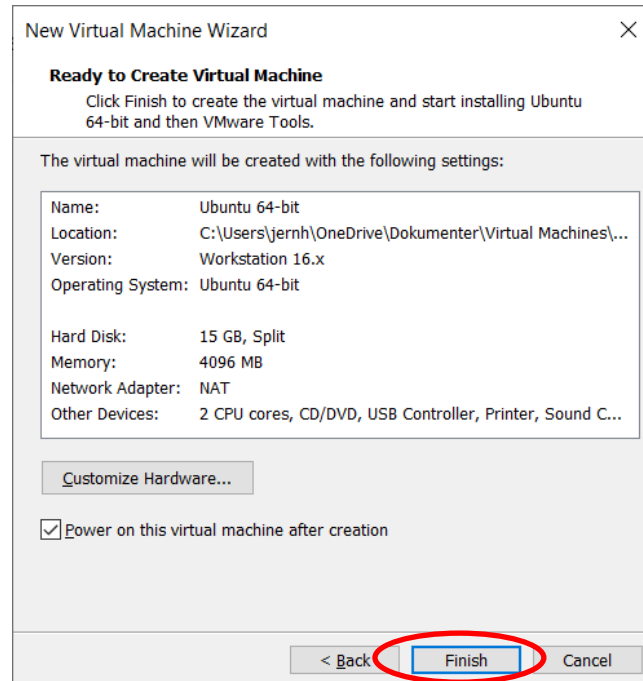 New Virtual Machine Wizard
Ready to Create Virtual Machine
Click Finish to create the virtual machine and start installing Ubuntu
64-bit and then VMware Tools.
The virtual machine will be created with the following settings:
Name: Ubuntu 64-bit
Location: C:\Users\jernh\OneDrive\Dokumenter\Virtual Machines\...
Version: Workstation 16.x
Operating System: Ubuntu 64-bit
Hard Disk: 15 GB, Split
Memory: 4096 MB
Network Adapter: NAT
Other Devices: 2 CPU cores, CD/DVD, USB Controller, Printer, Sound C...
Customize Hardware...
Power on this virtual machine after creation
< Back Finish Cancel